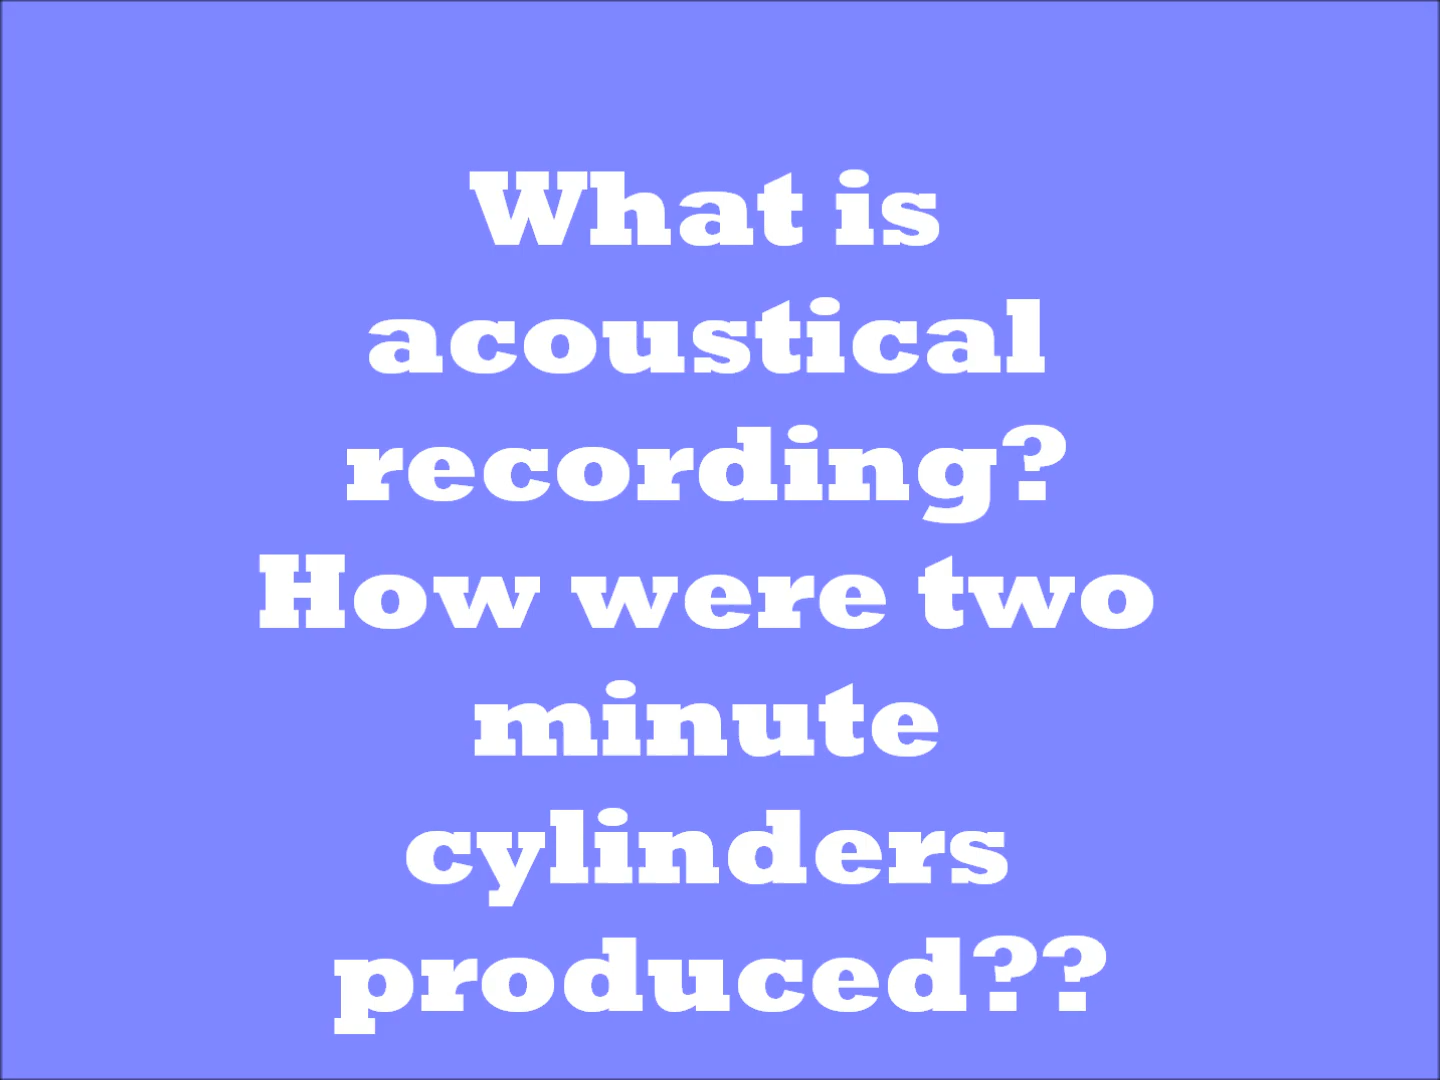 What is
acoustical
recording?
How were two
minute
cylinders
produced??